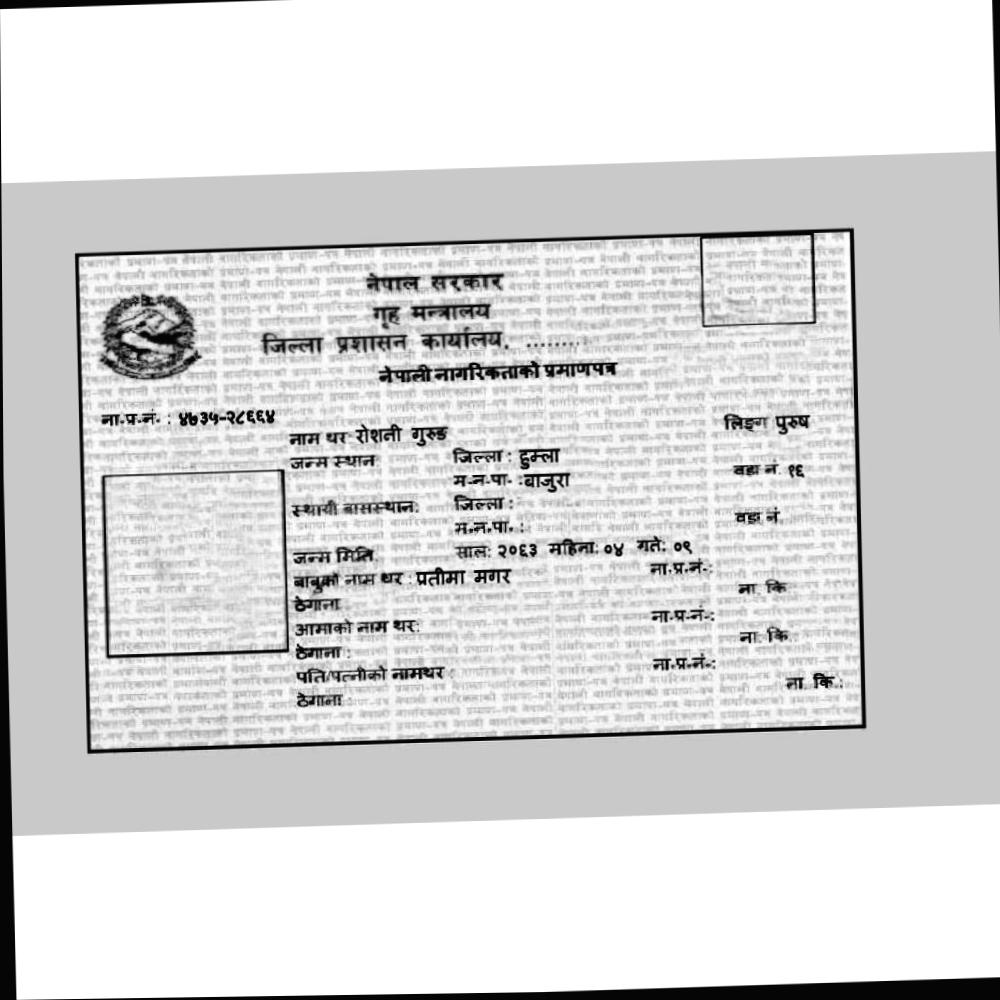 नेपाल सरकार
गृह मन्त्रालय
जिल्ला प्रशासन कार्यालय, ........
नेपाली नागरिकताको प्रमाणपत्र
ना.प्र.नं. : ४७३५-२८६६४
लिङ्ग पुरुष
नाम थर रोशनी गुरुङ
जन्म स्थान जिल्ला : हुम्ला
म.न.पा. : बाजुरा वडा नं. १६
स्थायी बासस्थान: जिल्ला :
म.न.पा. : वडा नं
जन्म मिति साल: २०६३ महिना: ०४ गते: ०९
बाबुको नाम थर : प्रतीमा मगर ना.प्र.नं.:
ठेगाना ना. कि
आमाको नाम थर: ना.प्र.नं.:
ठेगाना : ना. कि.
पति/पत्नीको नामथर : ना.प्र.नं.:
ठेगाना : ना. कि.: